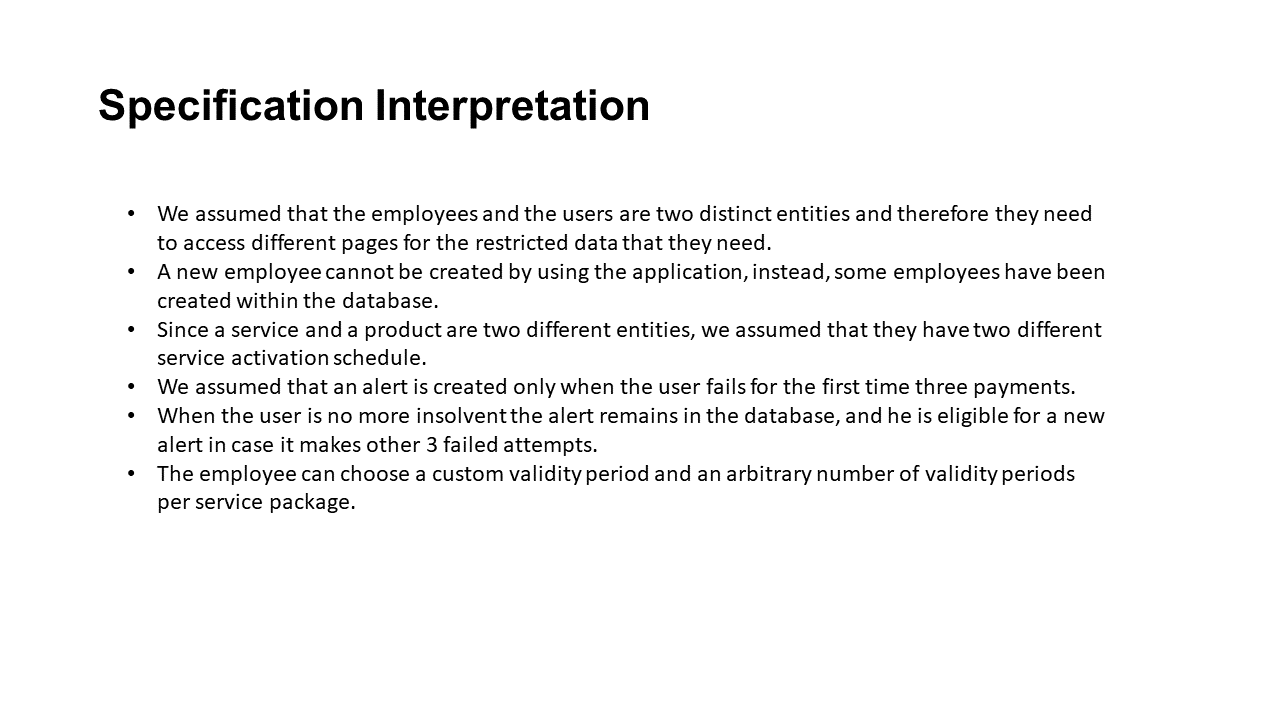 Specification Interpretation
• We assumed that the employees and the users are two distinct entities and therefore they need
to access different pages for the restricted data that they need.
• A new employee cannot be created by using the application, instead, some employees have been
created within the database.
• Since a service and a product are two different entities, we assumed that they have two different
service activation schedule.
• We assumed that an alert is created only when the user fails for the first time three payments.
• When the user is no more insolvent the alert remains in the database, and he is eligible for a new
alert in case it makes other 3 failed attempts.
• The employee can choose a custom validity period and an arbitrary number of validity periods
per service package.